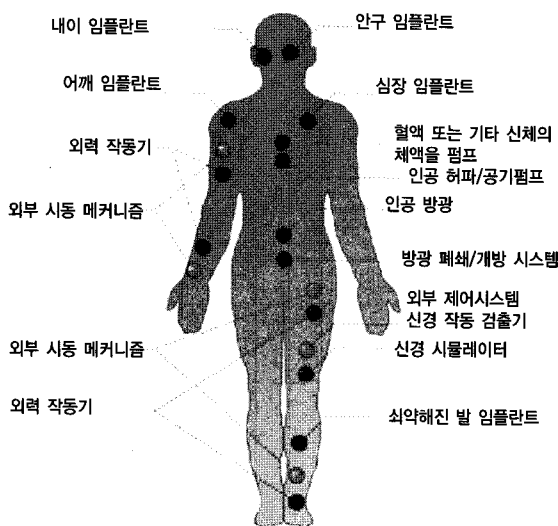 내이 임플란트
안구 임플란트
어깨 임플란트
심장 임플란트
외력 작동기
혈액 또는 기타 신체의
체액을 펌프
인공 허파/공기펌프
외부 시동 메커니즘
인공 방광
방광 폐쇄/개방 시스템
외부 제어시스템
신경 작동 검출기
외부 시동 메커니즘
신경 시뮬레이터
외력 작동기
쇠약해진 발 임플란트